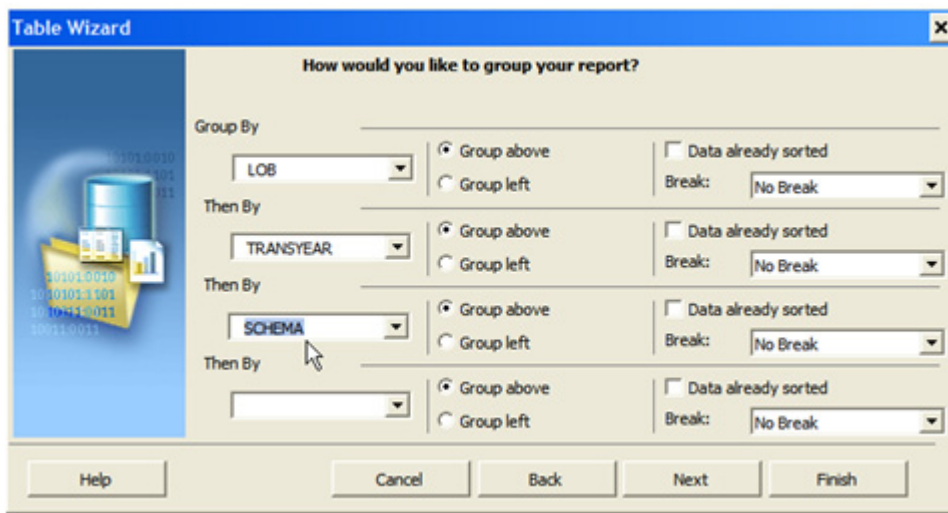 Table Wizard
How would you like to group your report?
Group By
LOB
Group above
Group left
Data already sorted
Break: No Break
Then By
TRANSYEAR
Group above
Group left
Data already sorted
Break: No Break
Then By
SCHEMA
Group above
Group left
Data already sorted
Break: No Break
Then By
Group above
Group left
Data already sorted
Break: No Break
Help Cancel Back Next Finish